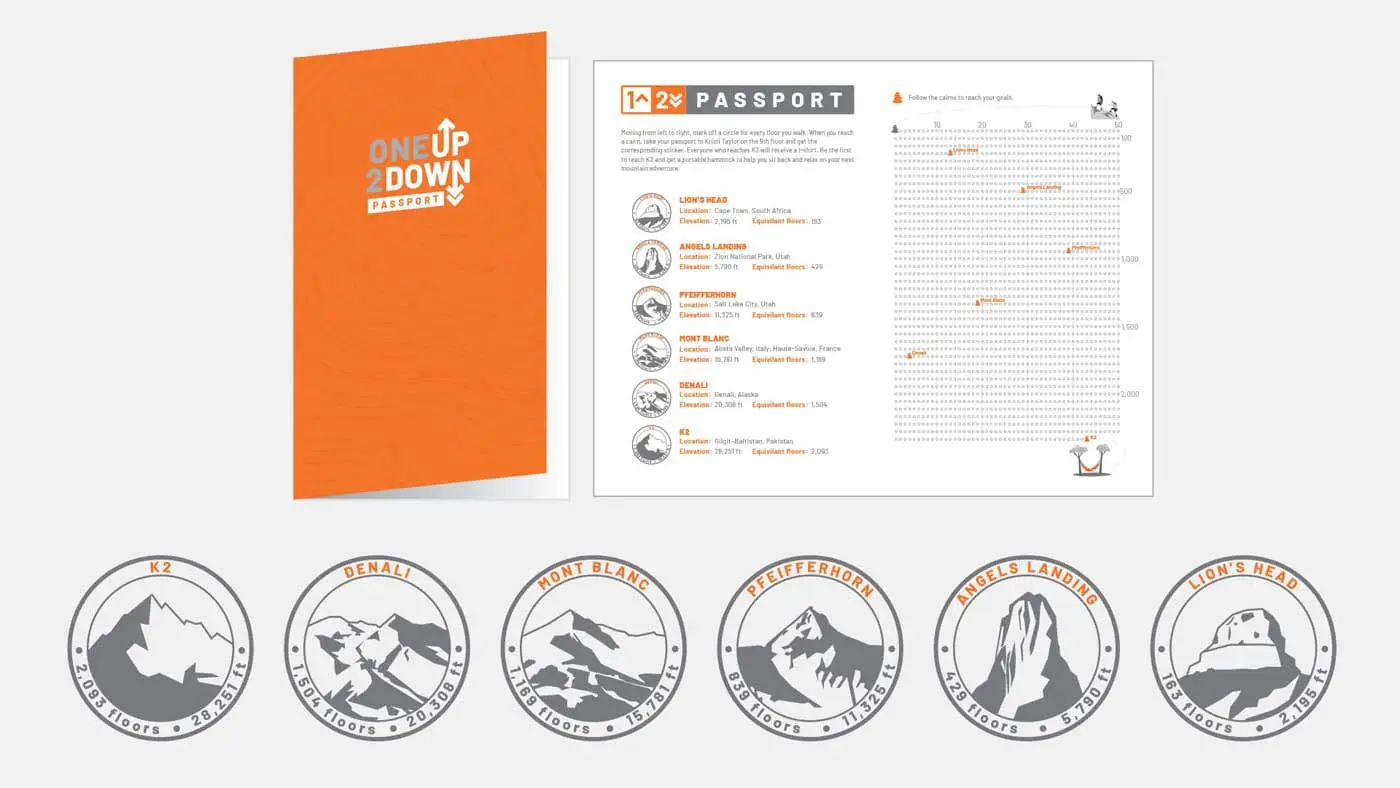 ONE UP
2 DOWN
PASSPORT
1 2 PASSPORT
Moving from left to right, mark off a circle for every floor you walk. When you reach
a cairn, take your passport to Taylor on the 9th floor and get the
corresponding sticker. Everyone who reaches K2 will receive a t-shirt. Be the first
to reach K2 and get a portable hammock to help you sit back and relax on your next
mountain adventure.
LION'S HEAD
Location: Cape Town, South Africa
Elevation: 2,195 ft Equivilant floors: 163
ANGELS LANDING
Location: Zion National Park, Utah
Elevation: 5,790 ft Equivilant floors: 429
PFEIFFERHORN
Location: Salt Lake City, Utah
Elevation: 11,325 ft Equivilant floors: 839
MONT BLANC
Location: Aosta Valley, Italy; Haute-Savoie, France
Elevation: 15,781 ft Equivilant floors: 1,169
DENALI
Location: Denali, Alaska
Elevation: 20,308 ft Equivilant floors: 1,504
K2
Location: Gilgit-Baltistan, Pakistan
Elevation: 28,251 ft Equivilant floors: 2,093
Follow the cairns to reach your goals.
10 20 30 40 50
100
Lions Head
Angels Landing
500
Pfeifferhorn
1,000
Mont Blanc
1,500
Denali
2,000
K2
K2
2,093 floors • 28,251 ft
DENALI
1,504 floors • 20,308 ft
MONT BLANC
1,169 floors • 15,781 ft
PFEIFFERHORN
839 floors • 11,325 ft
ANGELS LANDING
429 floors • 5,790 ft
LION'S HEAD
163 floors • 2,195 ft